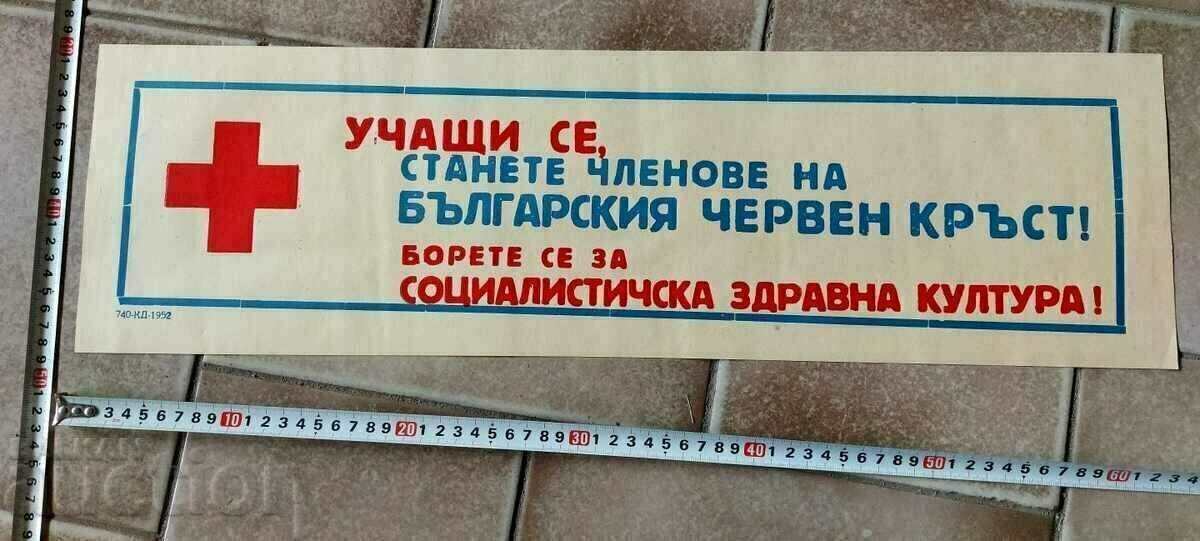 УЧАЩИ СЕ,
СТАНЕТЕ ЧЛЕНОВЕ НА
БЪЛГАРСКИЯ ЧЕРВЕН КРЪСТ!
БОРЕТЕ СЕ ЗА
СОЦИАЛИСТИЧСКА ЗДРАВНА КУЛТУРА!
740-КД-1952